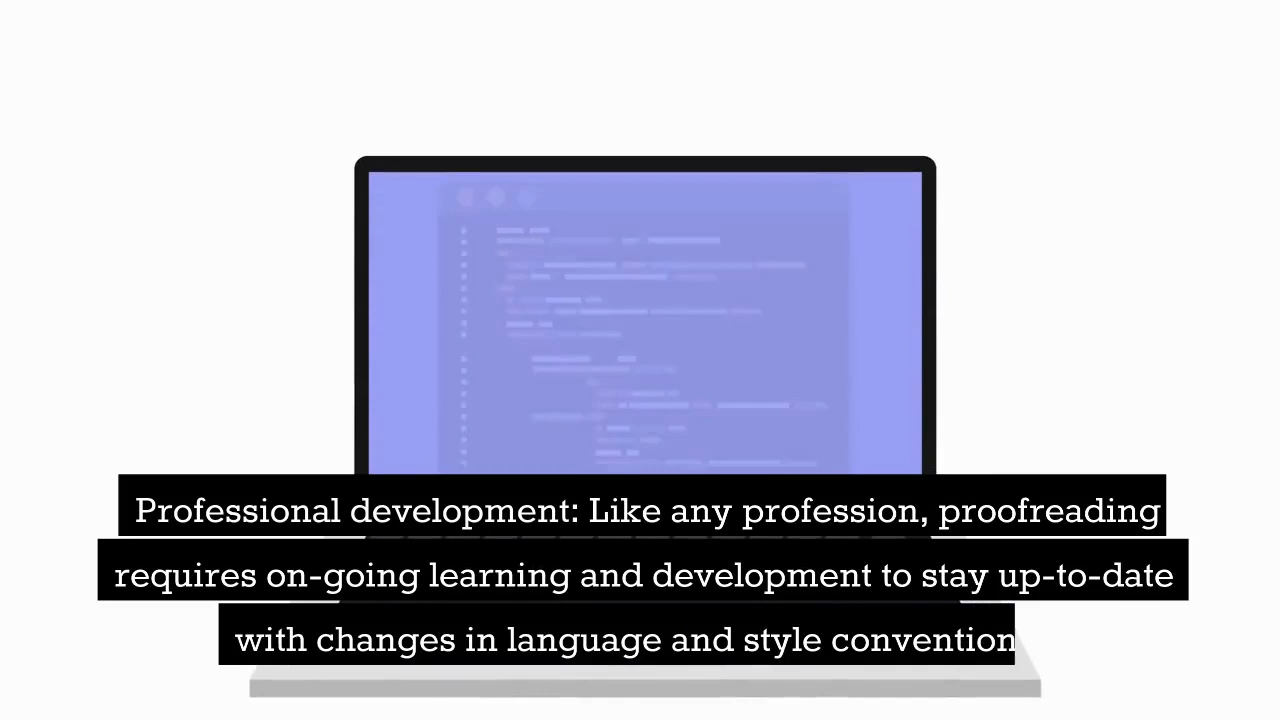 Professional development: Like any profession, proofreading
requires on-going learning and development to stay up-to-date
with changes in language and style convention